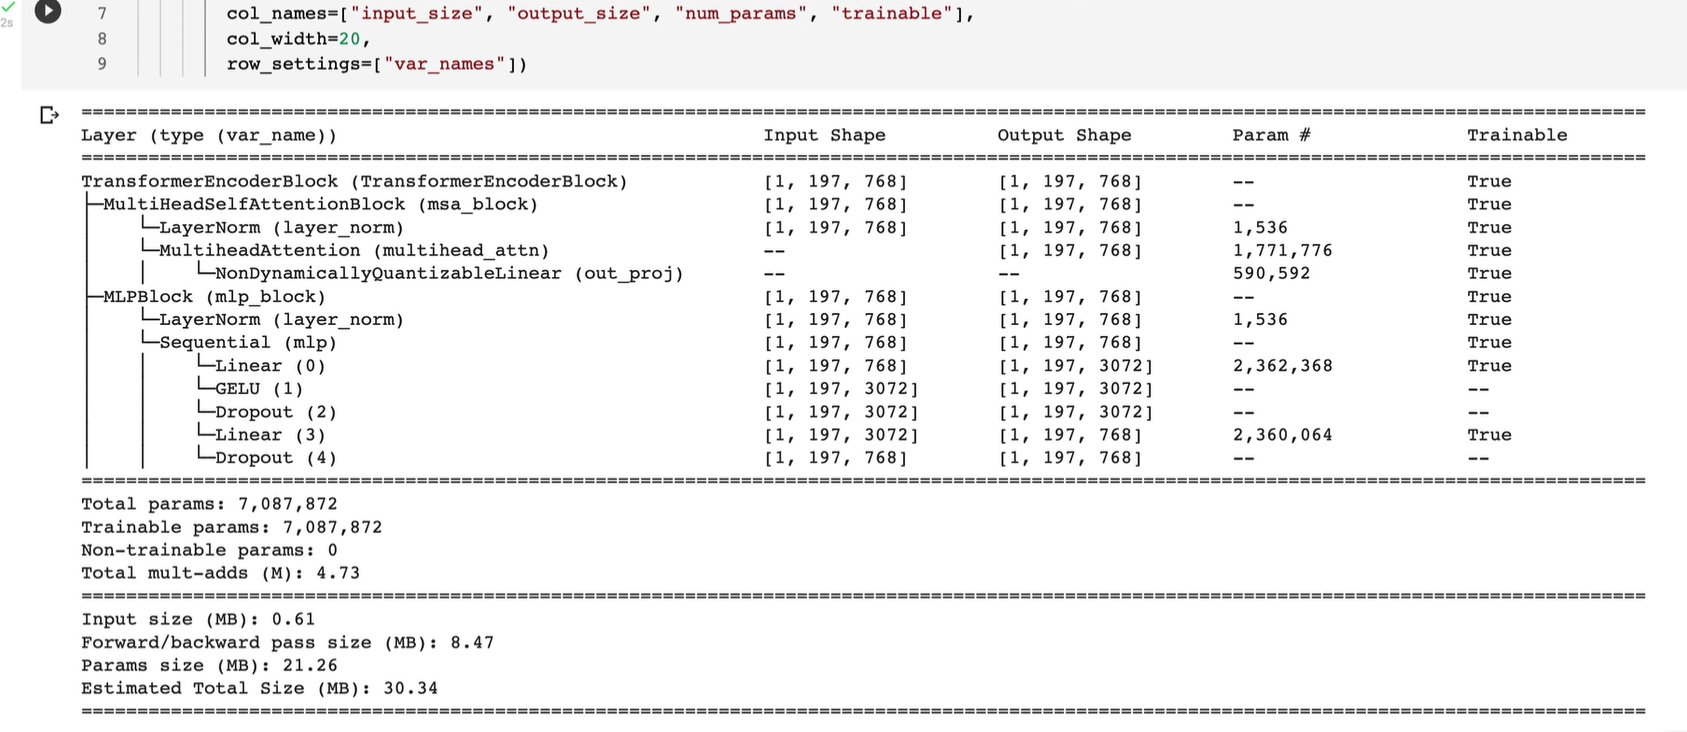 7 col_names=["input_size", "output_size", "num_params", "trainable"],
2s
8 col_width=20,
9 row_settings=["var_names"])
============================================================================================================================================
Layer (type (var_name)) Input Shape Output Shape Param # Trainable
============================================================================================================================================
TransformerEncoderBlock (TransformerEncoderBlock) [1, 197, 768] [1, 197, 768] -- True
├─MultiHeadSelfAttentionBlock (msa_block) [1, 197, 768] [1, 197, 768] -- True
│ └─LayerNorm (layer_norm) [1, 197, 768] [1, 197, 768] 1,536 True
│ └─MultiheadAttention (multihead_attn) -- [1, 197, 768] 1,771,776 True
│ │ └─NonDynamicallyQuantizableLinear (out_proj) -- -- 590,592 True
├─MLPBlock (mlp_block) [1, 197, 768] [1, 197, 768] -- True
│ └─LayerNorm (layer_norm) [1, 197, 768] [1, 197, 768] 1,536 True
│ └─Sequential (mlp) [1, 197, 768] [1, 197, 768] -- True
│ │ └─Linear (0) [1, 197, 768] [1, 197, 3072] 2,362,368 True
│ │ └─GELU (1) [1, 197, 3072] [1, 197, 3072] -- --
│ │ └─Dropout (2) [1, 197, 3072] [1, 197, 3072] -- --
│ │ └─Linear (3) [1, 197, 3072] [1, 197, 768] 2,360,064 True
│ │ └─Dropout (4) [1, 197, 768] [1, 197, 768] -- --
============================================================================================================================================
Total params: 7,087,872
Trainable params: 7,087,872
Non-trainable params: 0
Total mult-adds (M): 4.73
============================================================================================================================================
Input size (MB): 0.61
Forward/backward pass size (MB): 8.47
Params size (MB): 21.26
Estimated Total Size (MB): 30.34
============================================================================================================================================